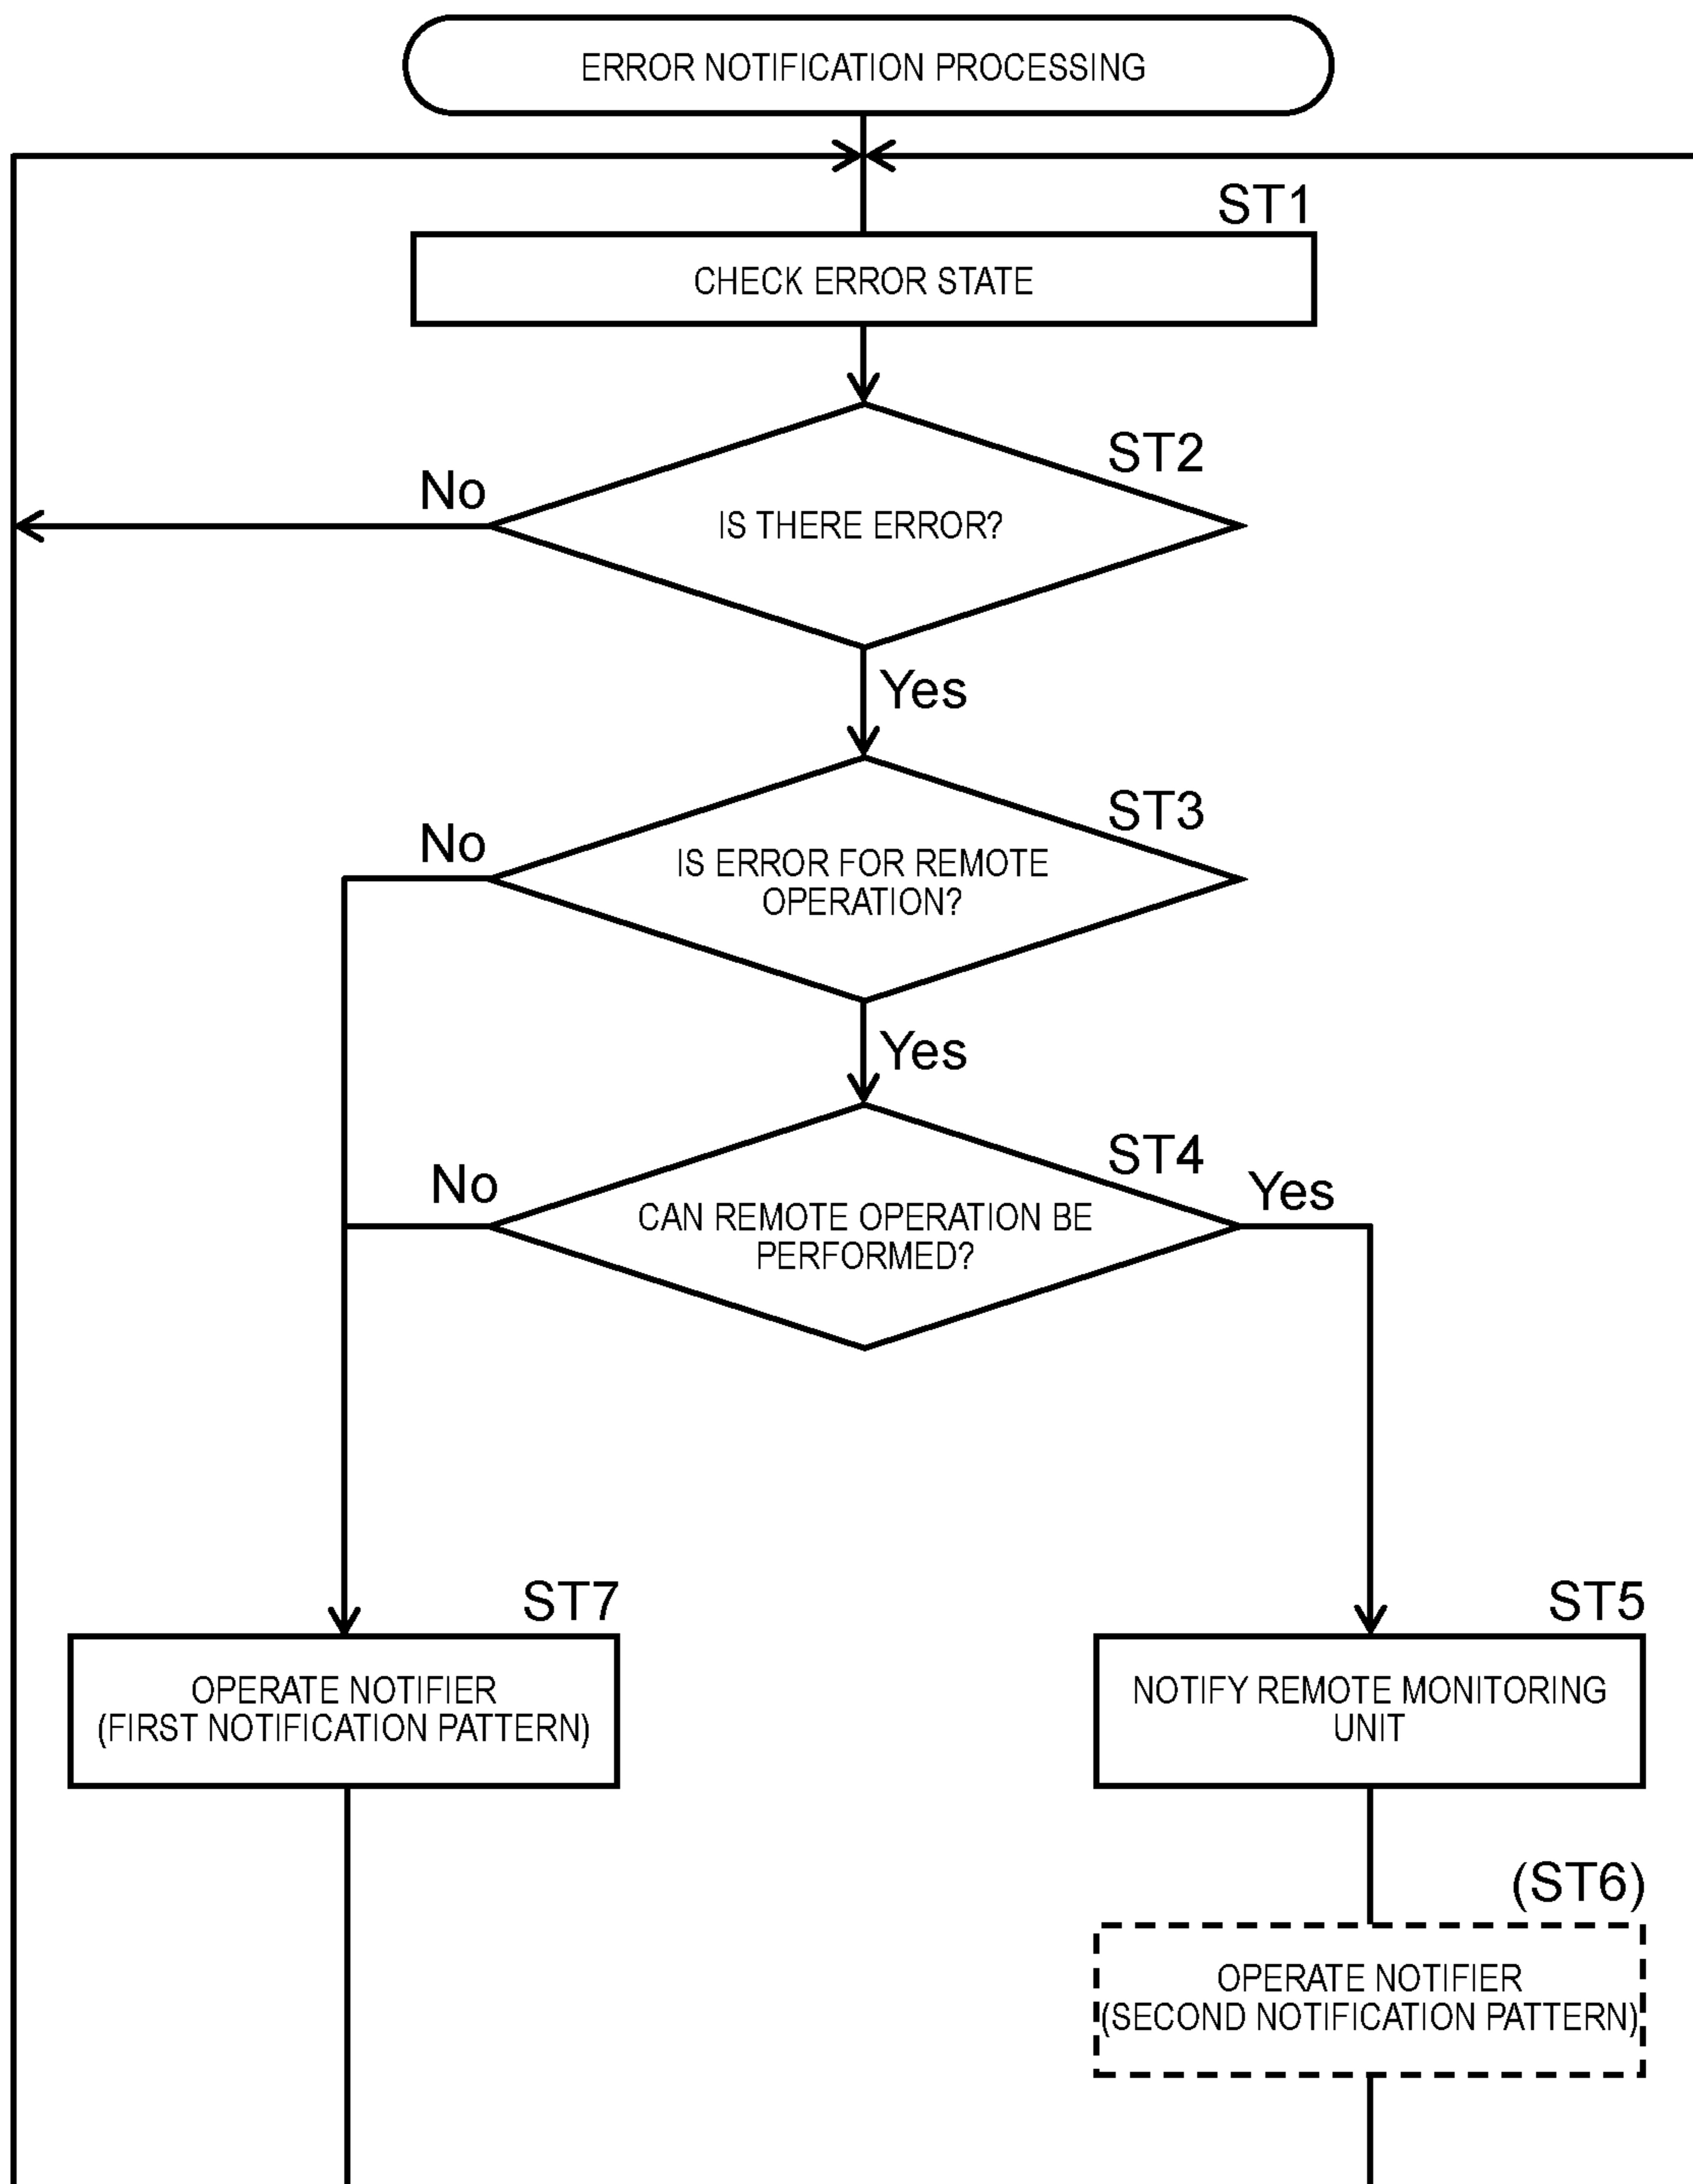 ERROR NOTIFICATION PROCESSING
ST1
CHECK ERROR STATE
ST2
No
IS THERE ERROR?
Yes
ST3
No
IS ERROR FOR REMOTE
OPERATION?
Yes
ST4
No
Yes
CAN REMOTE OPERATION BE
PERFORMED?
ST7
ST5
OPERATE NOTIFIER
(FIRST NOTIFICATION PATTERN)
NOTIFY REMOTE MONITORING
UNIT
(ST6)
OPERATE NOTIFIER
(SECOND NOTIFICATION PATTERN)